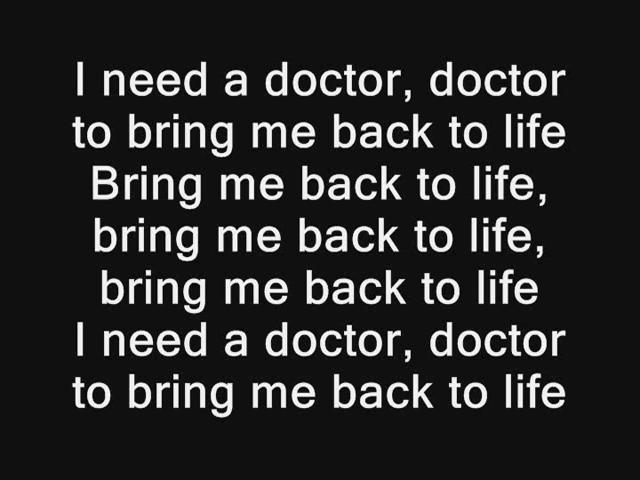 I need a doctor, doctor
to bring me back to life
Bring me back to life,
bring me back to life,
bring me back to life
I need a doctor, doctor
to bring me back to life